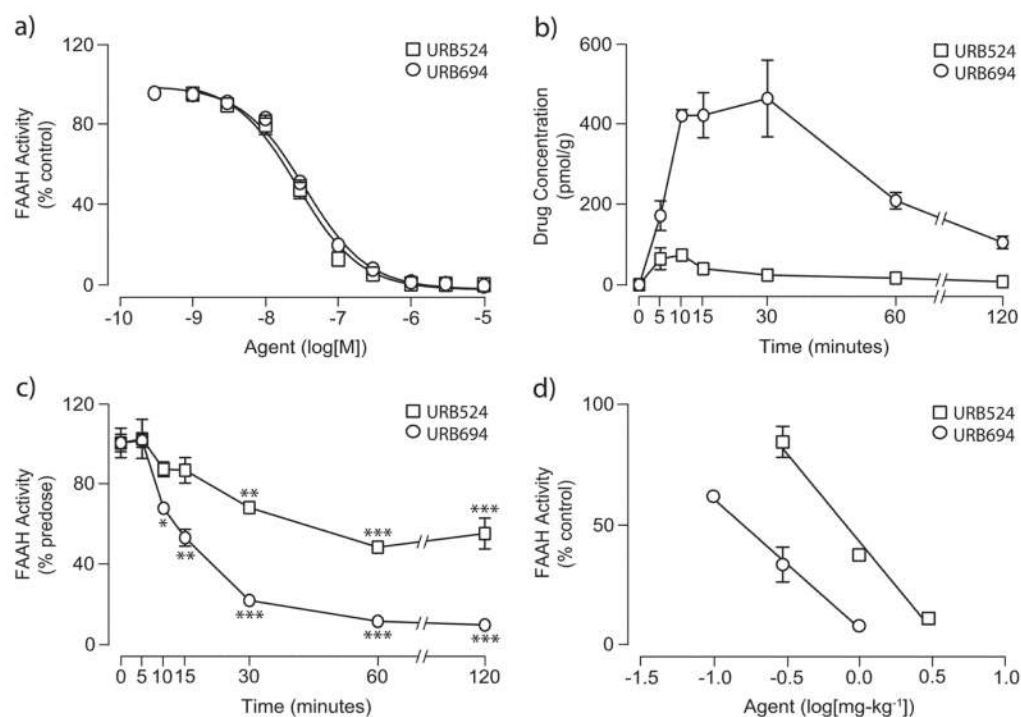 a)
120
80
40
0
FAAH Activity
(% control)
URB524
URB694
-10
-9
-8
-7
-6
-5
Agent (log[M])
b)
600
400
200
0
Drug Concentration
(pmol/g)
URB524
URB694
0
5
10
15
30
60
120
Time (minutes)
c)
120
80
40
0
FAAH Activity
(% predose)
URB524
URB694
**
***
***
*
**
***
***
***
0
5
10
15
30
60
120
Time (minutes)
d)
100
50
0
FAAH Activity
(% control)
URB524
URB694
-1.5
-1.0
-0.5
0.0
0.5
1.0
Agent (log[mg-kg⁻¹])